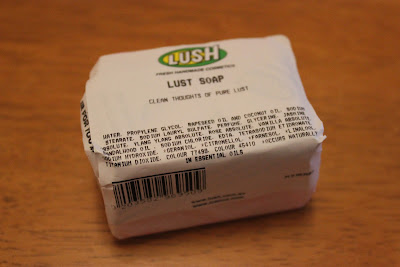 LUSH
FRESH HANDMADE COSMETICS
LUST SOAP
CLEAN THOUGHTS OF PURE LUST
WATER, PROPYLENE GLYCOL, RAPESEED OIL AND COCONUT OIL, SODIUM
STEARATE, SODIUM LAURYL SULFATE, PERFUME, GLYCERINE, JASMINE
ABSOLUTE, YLANG YLANG ABSOLUTE, ROSE ABSOLUTE, VANILLA ABSOLUTE,
SANDALWOOD OIL, SODIUM CHLORIDE, EDTA, TETRASODIUM ETIDRONATE,
SODIUM HYDROXIDE, *GERANIOL, *CITRONELLOL, *FARNESOL, *LINALOOL,
TITANIUM DIOXIDE, COLOUR 77492, COLOUR 45410. *OCCURS NATURALLY
IN ESSENTIAL OILS